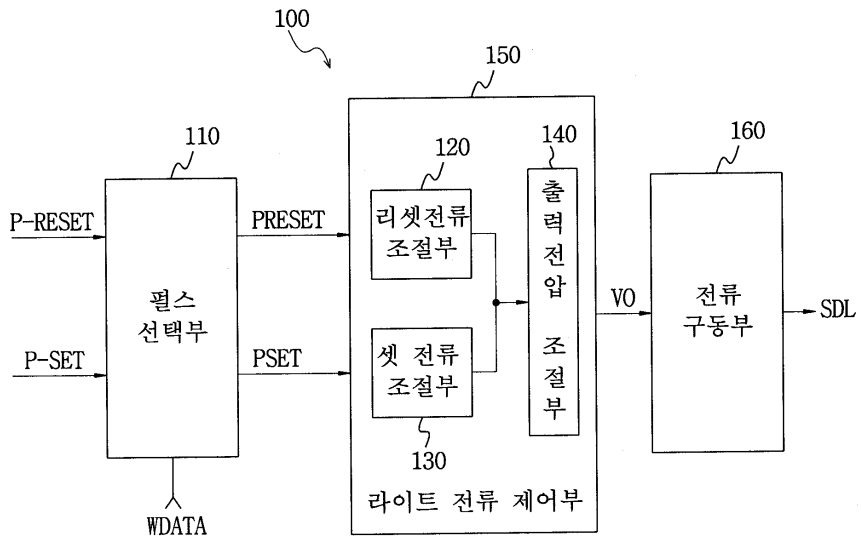 100
150
110
120
140
160
P-RESET
PRESET
리셋전류
조절부
출력전압 조절부
펄스
선택부
VO
전류
구동부
SDL
P-SET
PSET
셋 전류
조절부
130
라이트 전류 제어부
WDATA